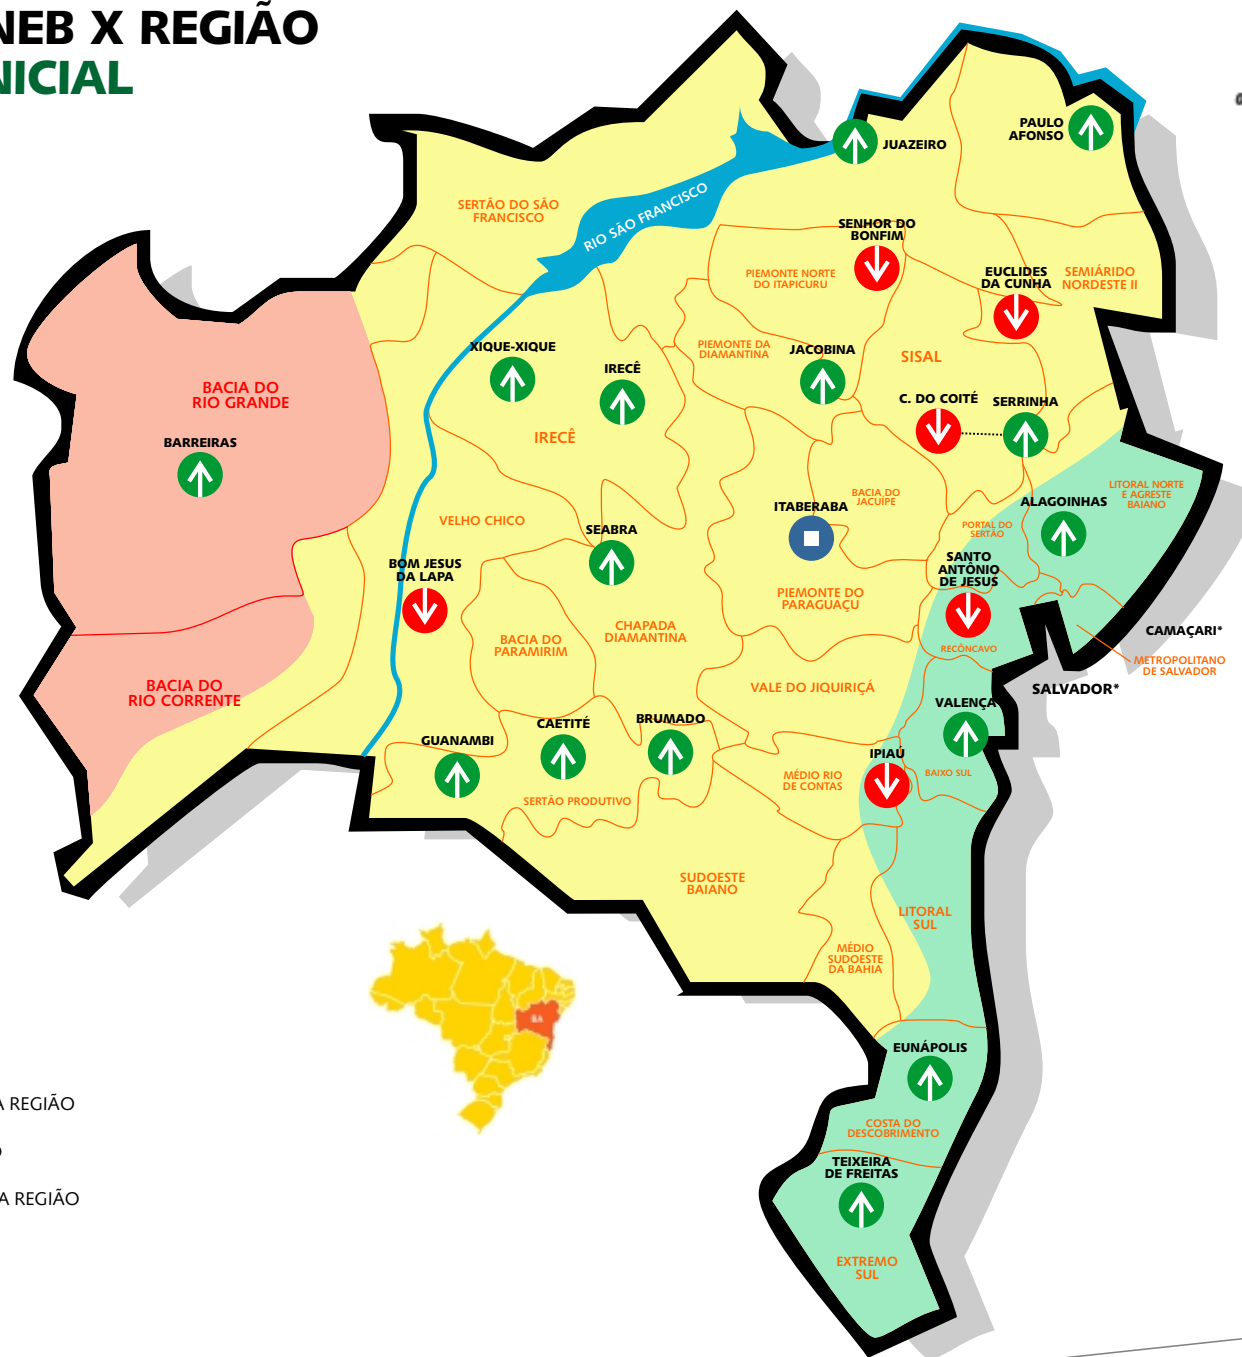 NEB X REGIÃO
NICIAL
PAULO
AFONSO
JUAZEIRO
SERTÃO DO SÃO
FRANCISCO
RIO SÃO FRANCISCO
SENHOR DO
BONFIM
PIEMONTE NORTE
DO ITAPICURU
EUCLIDES
DA CUNHA
SEMIÁRIDO
NORDESTE II
XIQUE-XIQUE
IRECÊ
PIEMONTE DA
DIAMANTINA
JACOBINA
SISAL
BACIA DO
RIO GRANDE
BARREIRAS
C. DO COITÉ
SERRINHA
IRECÊ
LITORAL NORTE
E AGRESTE
BAIANO
ALAGOINHAS
BACIA DO
JACUÍPE
ITABERABA
VELHO CHICO
SEABRA
PORTAL DO
SERTÃO
SANTO
ANTÔNIO
DE JESUS
BOM JESUS
DA LAPA
PIEMONTE DO
PARAGUAÇU
CHAPADA
DIAMANTINA
BACIA DO
PARAMIRIM
RECÔNCAVO
CAMAÇARI*
METROPOLITANO
DE SALVADOR
SALVADOR*
BACIA DO
RIO CORRENTE
VALE DO JIQUIRIÇÁ
VALENÇA
GUANAMBI
CAETITÉ
BRUMADO
IPIAÚ
BAIXO SUL
MÉDIO RIO
DE CONTAS
SERTÃO PRODUTIVO
SUDOESTE
BAIANO
LITORAL
SUL
MÉDIO
SUDOESTE
DA BAHIA
BA
EUNÁPOLIS
A REGIÃO
COSTA DO
DESCOBRIMENTO
O
TEIXEIRA
DE FREITAS
A REGIÃO
EXTREMO
SUL